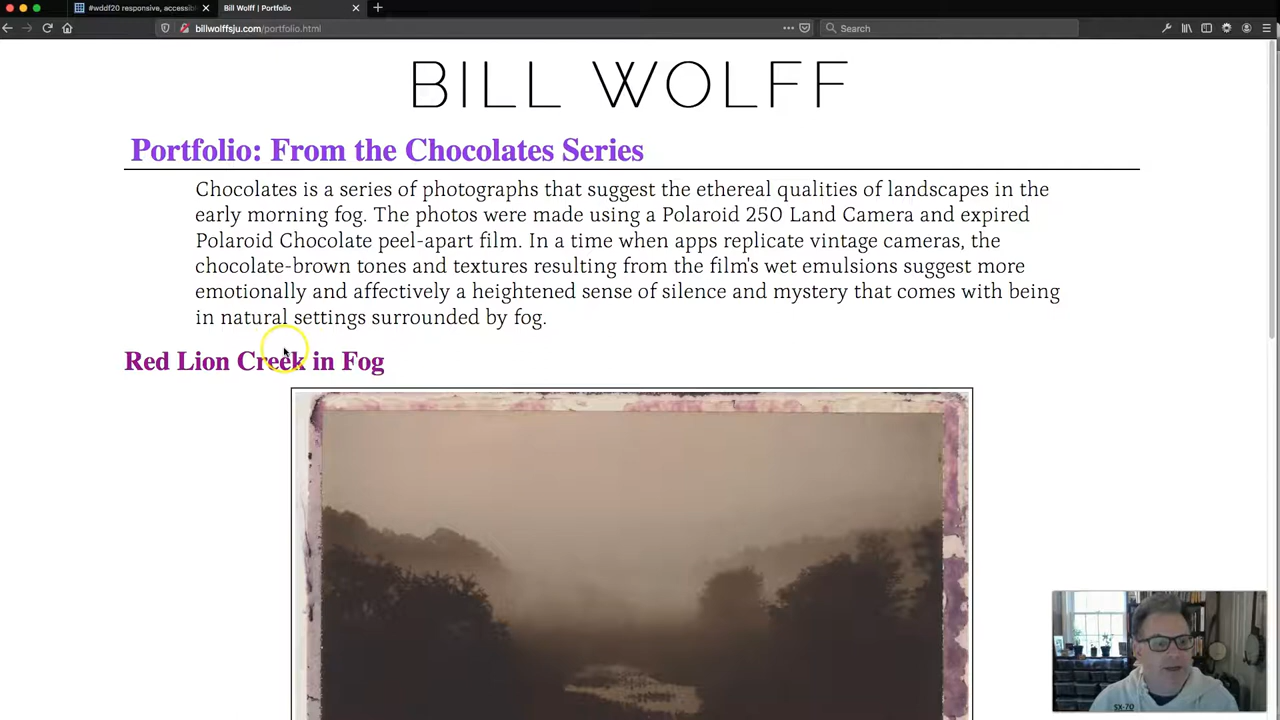 #wddf20 responsive, accessibl
Bill Wolff | Portfolio
billwolffsju.com/portfolio.html
Search
BILL WOLFF
Portfolio: From the Chocolates Series
Chocolates is a series of photographs that suggest the ethereal qualities of landscapes in the
early morning fog. The photos were made using a Polaroid 250 Land Camera and expired
Polaroid Chocolate peel-apart film. In a time when apps replicate vintage cameras, the
chocolate-brown tones and textures resulting from the film's wet emulsions suggest more
emotionally and affectively a heightened sense of silence and mystery that comes with being
in natural settings surrounded by fog.
Red Lion Creek in Fog
SX-70